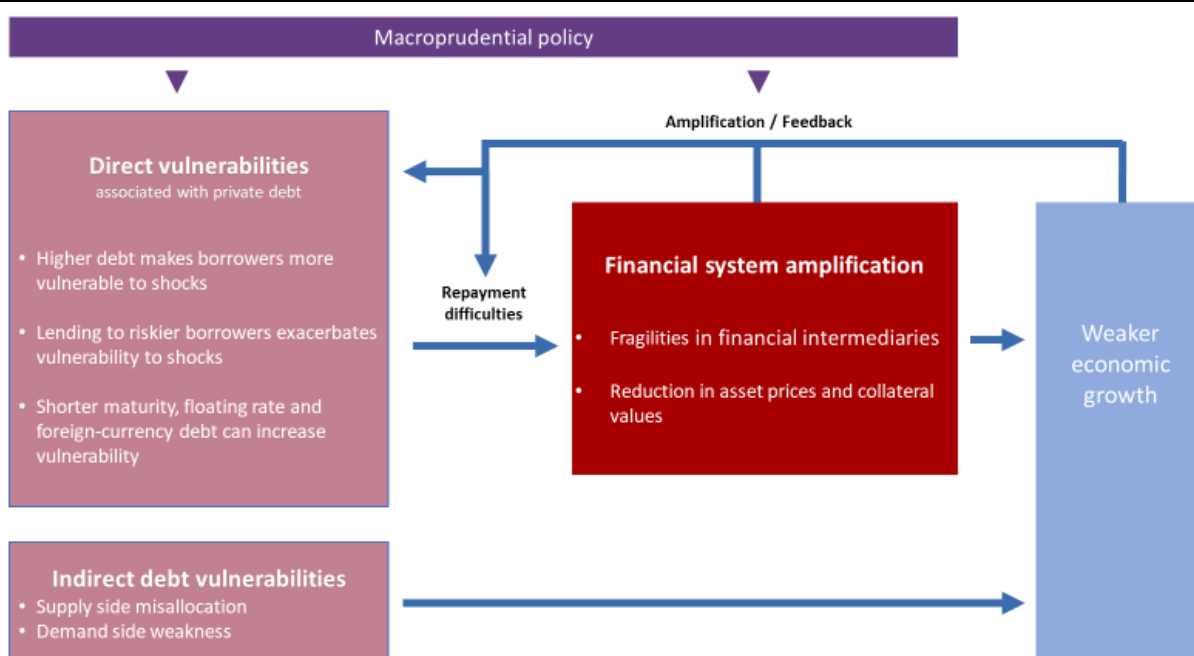 Macroprudential policy
Amplification / Feedback
Direct vulnerabilities
associated with private debt
• Higher debt makes borrowers more
vulnerable to shocks
• Lending to riskier borrowers exacerbates
vulnerability to shocks
• Shorter maturity, floating rate and
foreign-currency debt can increase
vulnerability
Repayment
difficulties
Financial system amplification
• Fragilities in financial intermediaries
• Reduction in asset prices and collateral
values
Weaker
economic
growth
Indirect debt vulnerabilities
• Supply side misallocation
• Demand side weakness